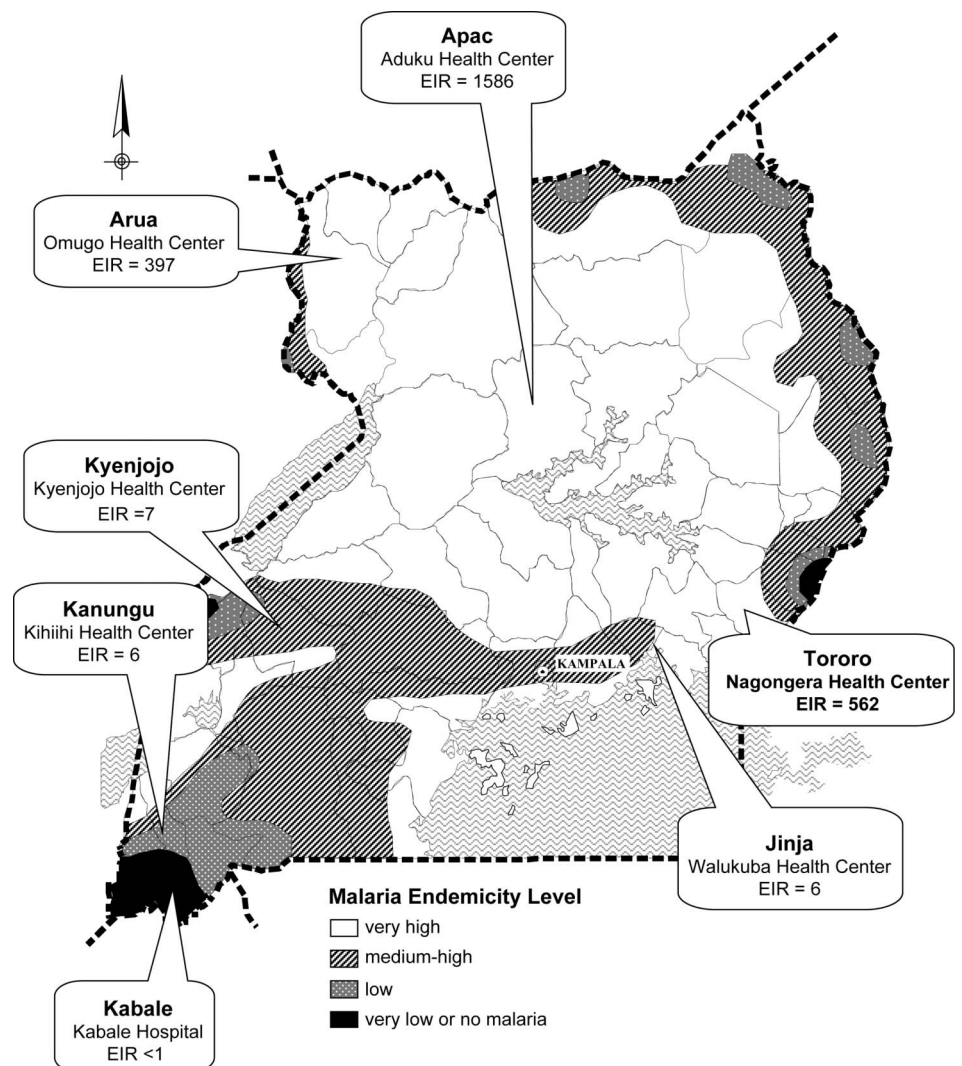 Apac
Aduku Health Center
EIR = 1586
Arua
Omugo Health Center
EIR = 397
Kyenjojo
Kyenjojo Health Center
EIR =7
Kanungu
Kihiihi Health Center
EIR = 6
KAMPALA
Tororo
Nagongera Health Center
EIR = 562
Jinja
Walukuba Health Center
EIR = 6
Kabale
Kabale Hospital
EIR <1
Malaria Endemicity Level
very high
medium-high
low
very low or no malaria